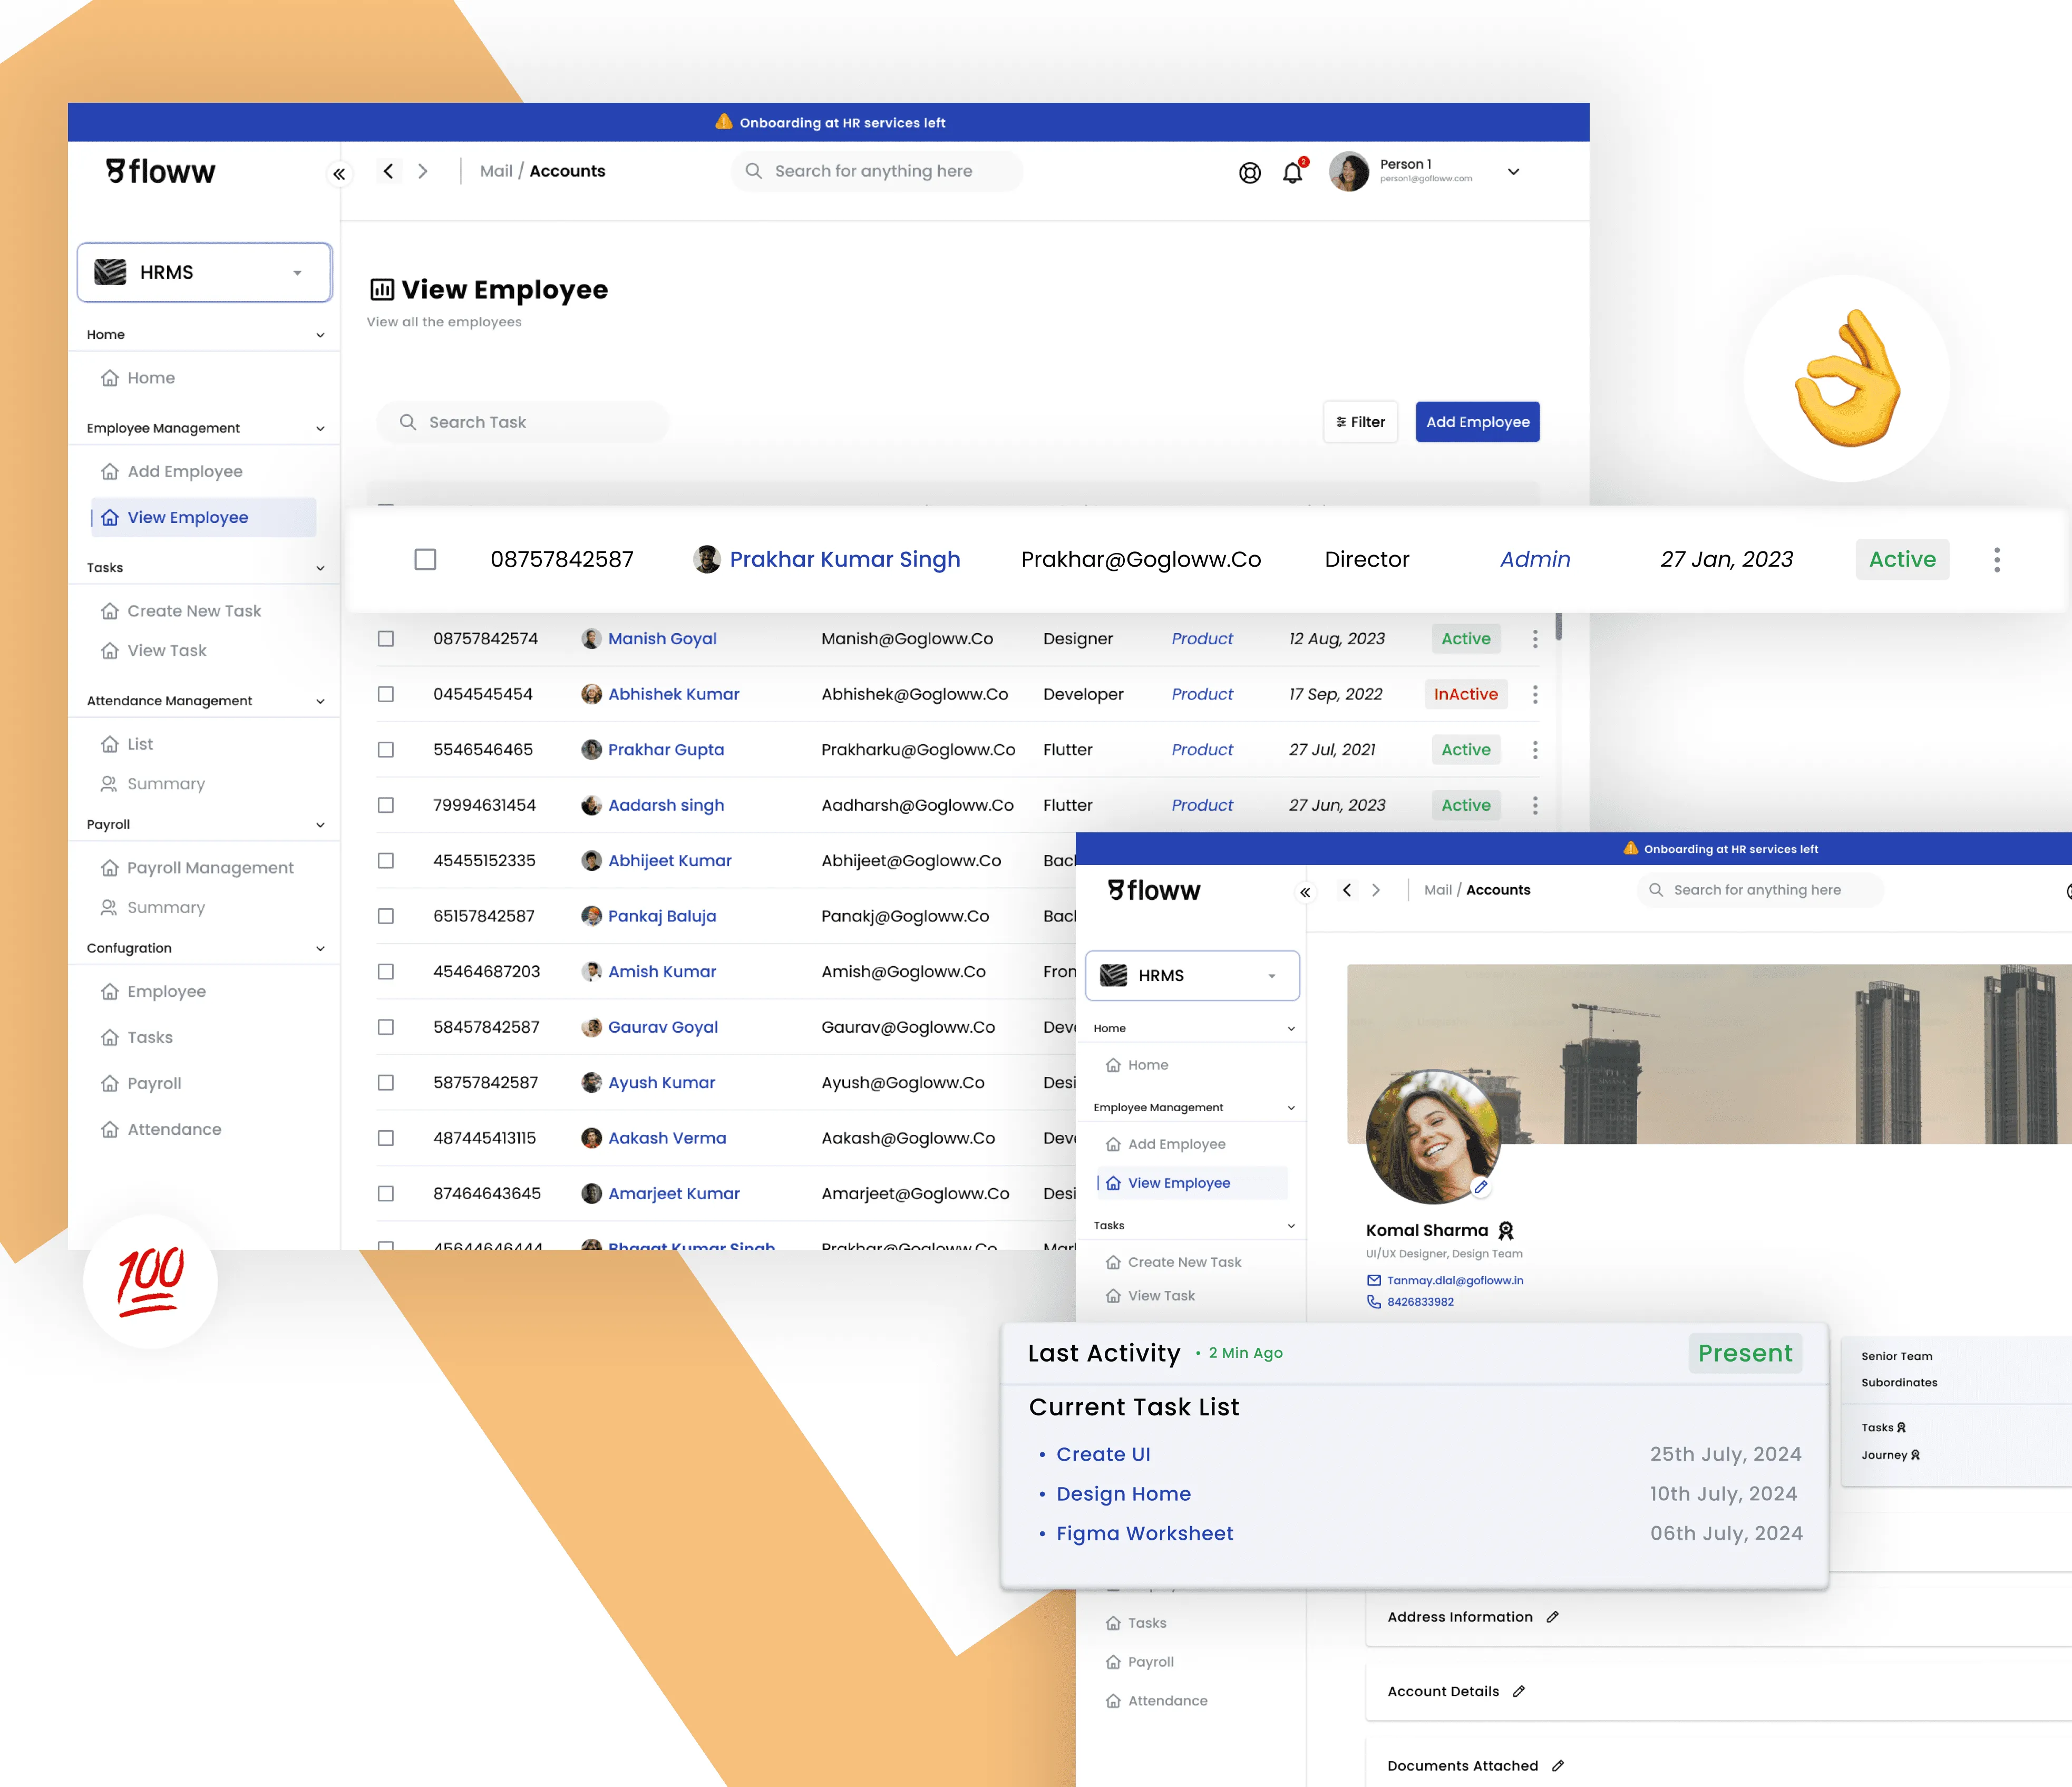 Onboarding at HR services left
floww
Mail / Accounts
Search for anything here
2
Person 1
person1@gofloww.com
HRMS
Home
Home
Employee Management
Add Employee
View Employee
Tasks
Create New Task
View Task
Attendance Management
List
Summary
Payroll
Payroll Management
Summary
Confugration
Employee
Tasks
Payroll
Attendance
View Employee
View all the employees
Search Task
Filter
Add Employee
08757842587 Prakhar Kumar Singh Prakhar@Gogloww.Co Director Admin 27 Jan, 2023 Active
08757842574 Manish Goyal Manish@Gogloww.Co Designer Product 12 Aug, 2023 Active
0454545454 Abhishek Kumar Abhishek@Gogloww.Co Developer Product 17 Sep, 2022 InActive
5546546465 Prakhar Gupta Prakharku@Gogloww.Co Flutter Product 27 Jul, 2021 Active
79994631454 Aadarsh singh Aadharsh@Gogloww.Co Flutter Product 27 Jun, 2023 Active
45455152335 Abhijeet Kumar Abhijeet@Gogloww.Co
65157842587 Pankaj Baluja Panakj@Gogloww.Co
45464687203 Amish Kumar Amish@Gogloww.Co
58457842587 Gaurav Goyal Gaurav@Gogloww.Co
58757842587 Ayush Kumar Ayush@Gogloww.Co
487445413115 Aakash Verma Aakash@Gogloww.Co
87464643645 Amarjeet Kumar Amarjeet@Gogloww.Co
45644646444 Bhagat Kumar Singh Prakhar@Gogloww.Co
100
Onboarding at HR services left
floww
Mail / Accounts
Search for anything here
HRMS
Home
Home
Employee Management
Add Employee
View Employee
Tasks
Create New Task
View Task
Tasks
Payroll
Attendance
Komal Sharma
UI/UX Designer, Design Team
Tanmay.dlal@gofloww.in
8426833982
Last Activity • 2 Min Ago
Present
Current Task List
• Create UI 25th July, 2024
• Design Home 10th July, 2024
• Figma Worksheet 06th July, 2024
Senior Team
Subordinates
Tasks
Journey
Address Information
Account Details
Documents Attached